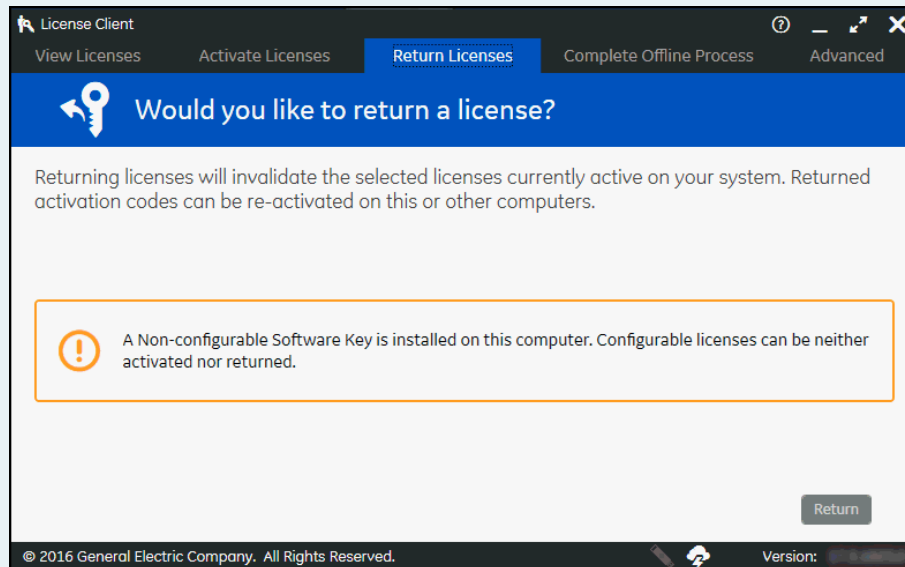 License Client
View Licenses Activate Licenses Return Licenses Complete Offline Process Advanced
Would you like to return a license?
Returning licenses will invalidate the selected licenses currently active on your system. Returned
activation codes can be re-activated on this or other computers.
A Non-configurable Software Key is installed on this computer. Configurable licenses can be neither
activated nor returned.
Return
© 2016 General Electric Company. All Rights Reserved. Version: